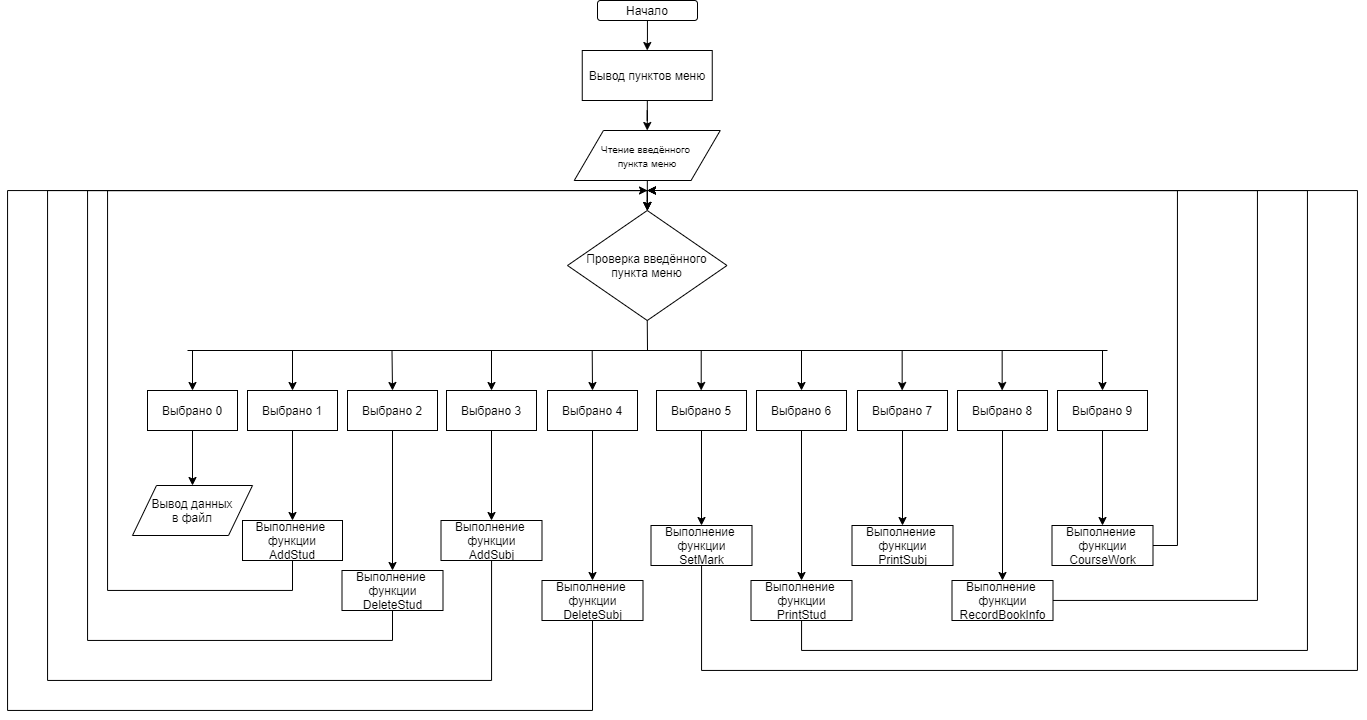 Начало
Вывод пунктов меню
Чтение введённого
пункта меню
Проверка введённого
пункта меню
Выбрано 0
Выбрано 1
Выбрано 2
Выбрано 3
Выбрано 4
Выбрано 5
Выбрано 6
Выбрано 7
Выбрано 8
Выбрано 9
Вывод данных
в файл
Выполнение
функции
AddStud
Выполнение
функции
DeleteStud
Выполнение
функции
AddSubj
Выполнение
функции
DeleteSubj
Выполнение
функции
SetMark
Выполнение
функции
PrintStud
Выполнение
функции
PrintSubj
Выполнение
функции
RecordBookInfo
Выполнение
функции
CourseWork